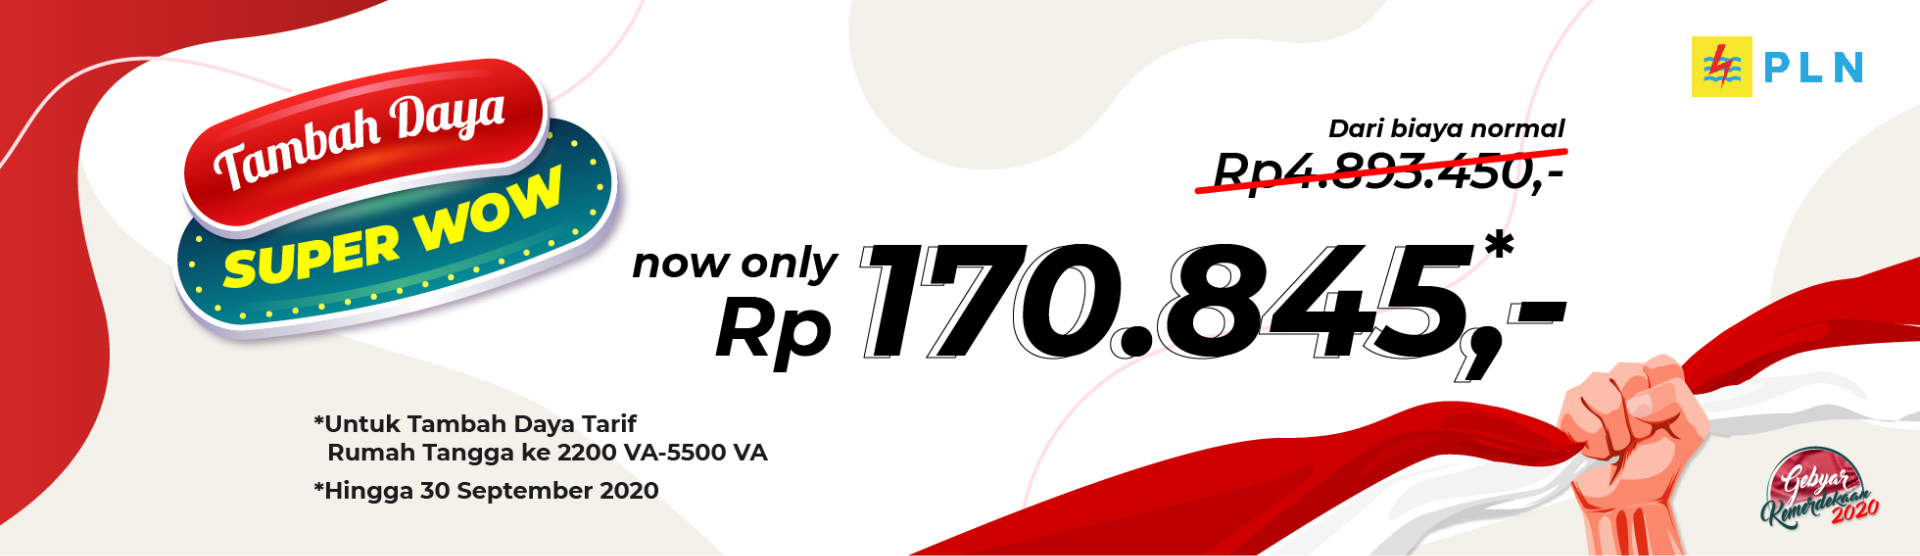 Tambah Daya
SUPER WOW
PLN
Dari biaya normal
Rp4.893.450,-
now only
Rp 170.845,-*
*Untuk Tambah Daya Tarif
Rumah Tangga ke 2200 VA-5500 VA
*Hingga 30 September 2020
Gebyar
Kemerdekaan
2020